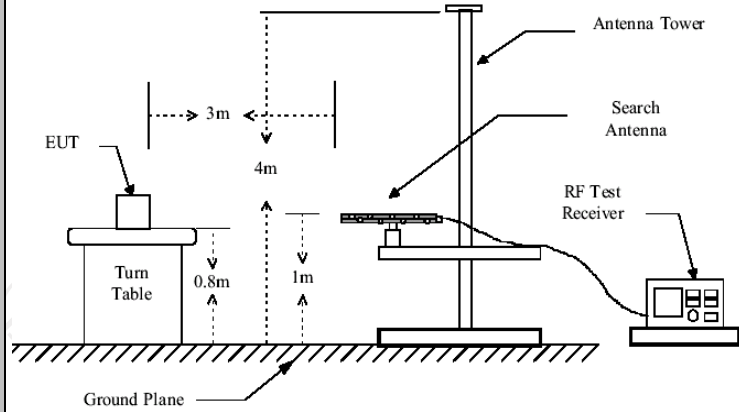 Antenna Tower
3m
Search
Antenna
EUT
4m
RF Test
Receiver
Turn
Table
0.8m
1m
Ground Plane